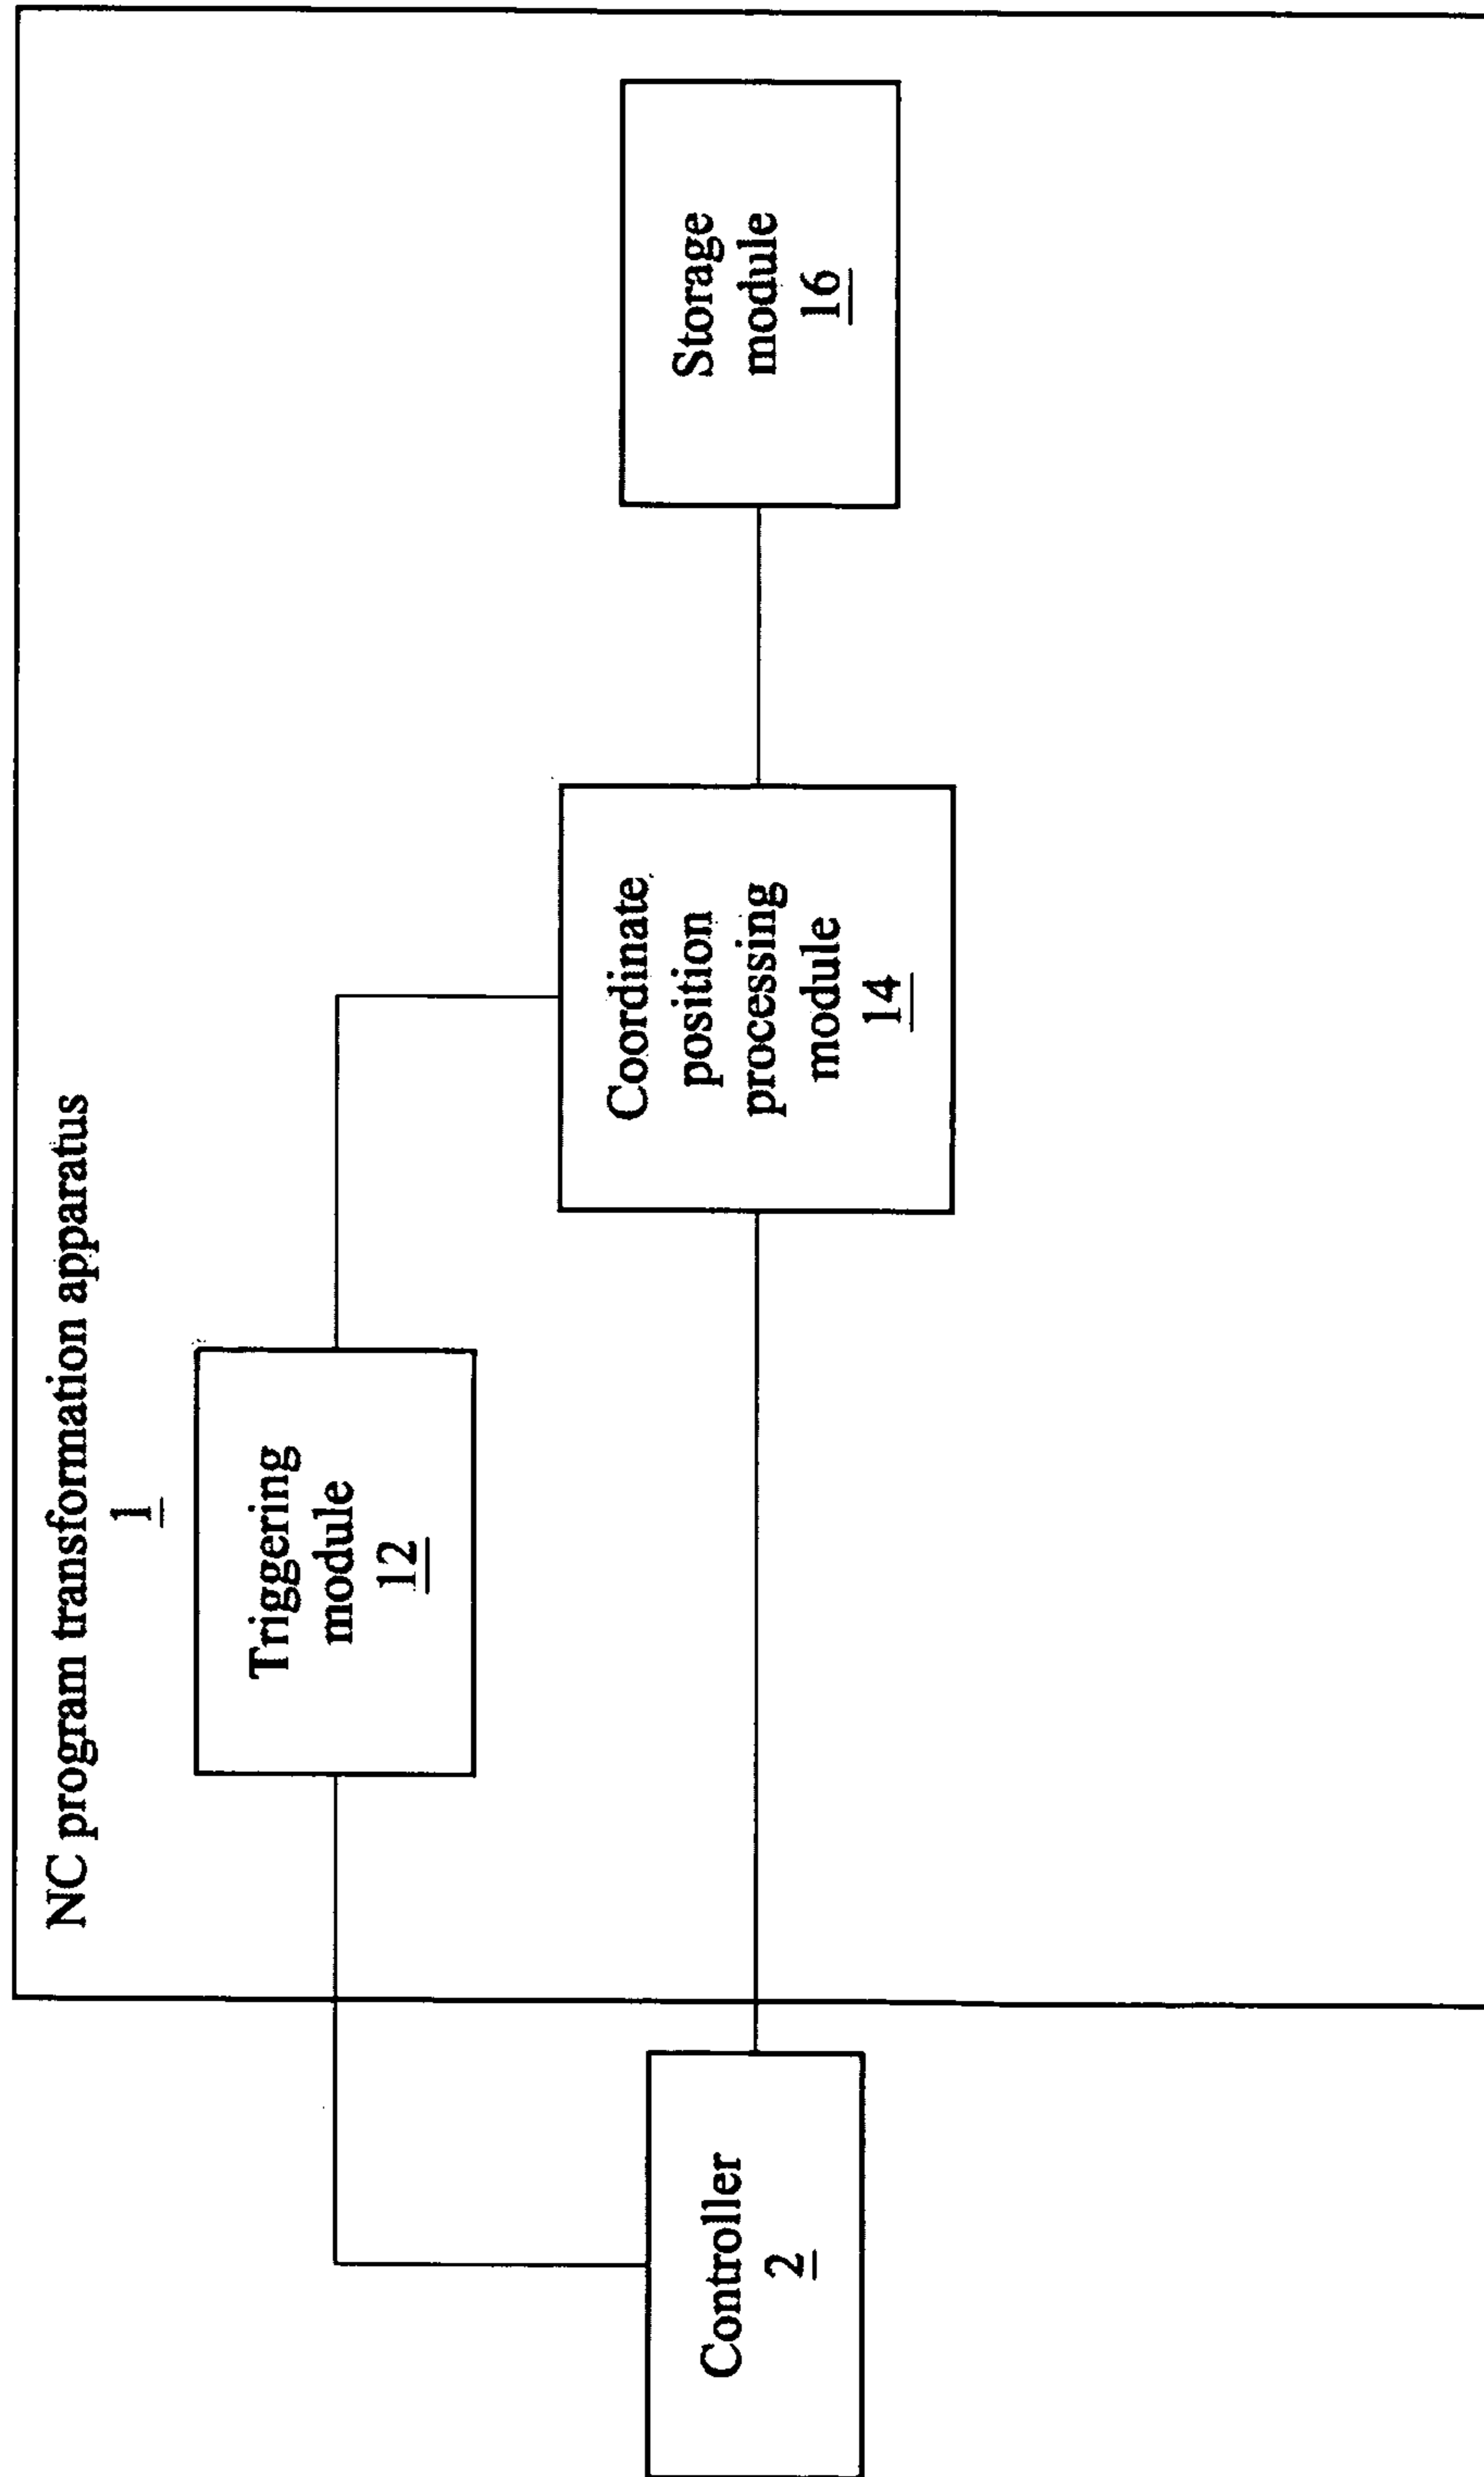 NC program transformation apparatus
1
Controller
2
Triggering
module
12
Coordinate
position
processing
module
14
Storage
module
16